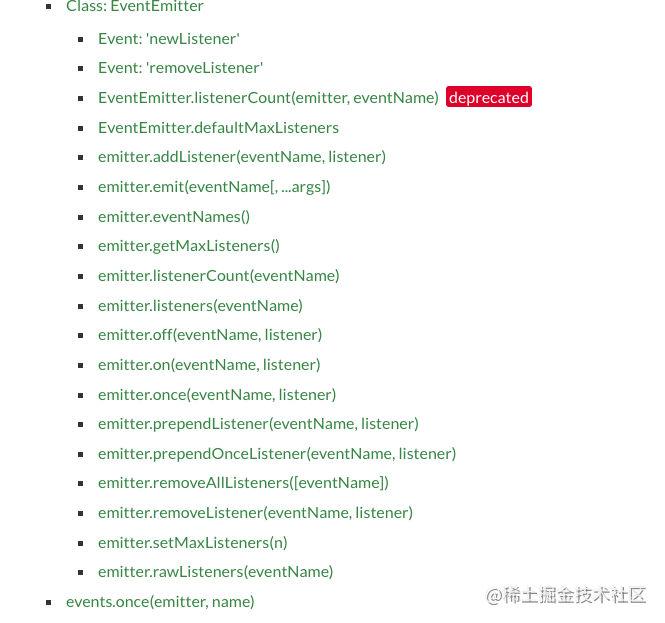 Class: EventEmitter
Event: 'newListener'
Event: 'removeListener'
EventEmitter.listenerCount(emitter, eventName) deprecated
EventEmitter.defaultMaxListeners
emitter.addListener(eventName, listener)
emitter.emit(eventName[, ...args])
emitter.eventNames()
emitter.getMaxListeners()
emitter.listenerCount(eventName)
emitter.listeners(eventName)
emitter.off(eventName, listener)
emitter.on(eventName, listener)
emitter.once(eventName, listener)
emitter.prependListener(eventName, listener)
emitter.prependOnceListener(eventName, listener)
emitter.removeAllListeners([eventName])
emitter.removeListener(eventName, listener)
emitter.setMaxListeners(n)
emitter.rawListeners(eventName)
events.once(emitter, name)
@稀土掘金技术社区